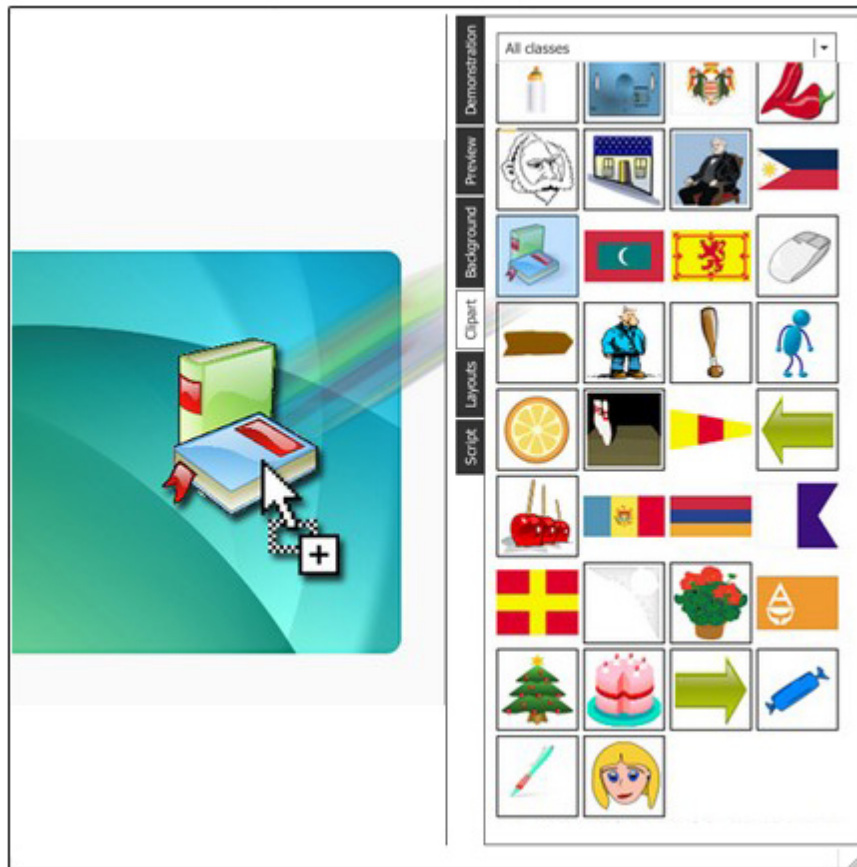 All classes
Demonstration
Preview
Background
Clipart
Layouts
Script